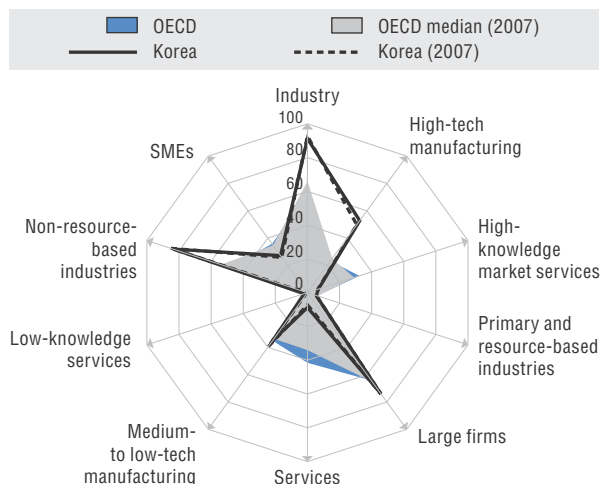 OECD
OECD median (2007)
Korea
Korea (2007)
Industry
100
80
60
40
20
0
High-tech
manufacturing
High-
knowledge
market services
Primary and
resource-based
industries
Large firms
Services
Medium-
to low-tech
manufacturing
Low-knowledge
services
Non-resource-
based
industries
SMEs